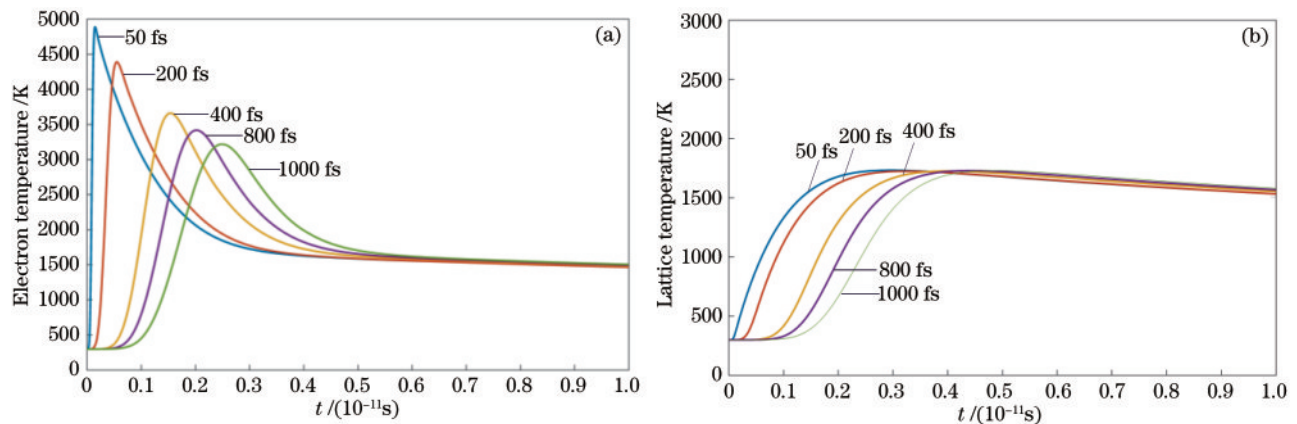 (a)
Electron temperature /K
5000
4500
4000
3500
3000
2500
2000
1500
1000
500
0
50 fs
200 fs
400 fs
800 fs
1000 fs
0 0.1 0.2 0.3 0.4 0.5 0.6 0.7 0.8 0.9 1.0
t /(10⁻¹¹s)
(b)
Lattice temperature /K
3000
2500
2000
1500
1000
500
0
50 fs
200 fs
400 fs
800 fs
1000 fs
0 0.1 0.2 0.3 0.4 0.5 0.6 0.7 0.8 0.9 1.0
t /(10⁻¹¹s)